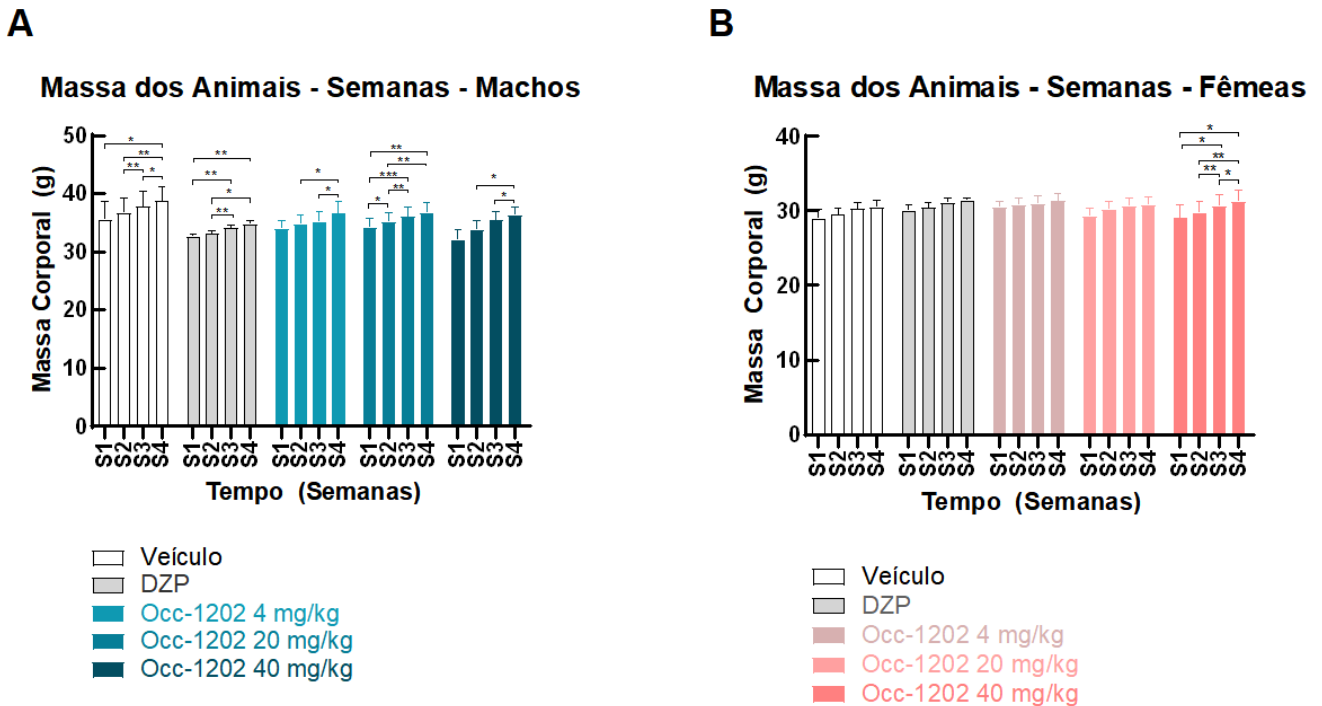 A
Massa dos Animais - Semanas - Machos
Massa Corporal (g)
50
40
30
20
10
0
* ** ** *
** ** * **
* *
** ** *** ** *
* *
S1 S2 S3 S4 S1 S2 S3 S4 S1 S2 S3 S4 S1 S2 S3 S4 S1 S2 S3 S4
Tempo (Semanas)
Veículo
DZP
Occ-1202 4 mg/kg
Occ-1202 20 mg/kg
Occ-1202 40 mg/kg
B
Massa dos Animais - Semanas - Fêmeas
Massa Corporal (g)
40
30
20
10
0
* * ** ** *
S1 S2 S3 S4 S1 S2 S3 S4 S1 S2 S3 S4 S1 S2 S3 S4 S1 S2 S3 S4
Tempo (Semanas)
Veículo
DZP
Occ-1202 4 mg/kg
Occ-1202 20 mg/kg
Occ-1202 40 mg/kg